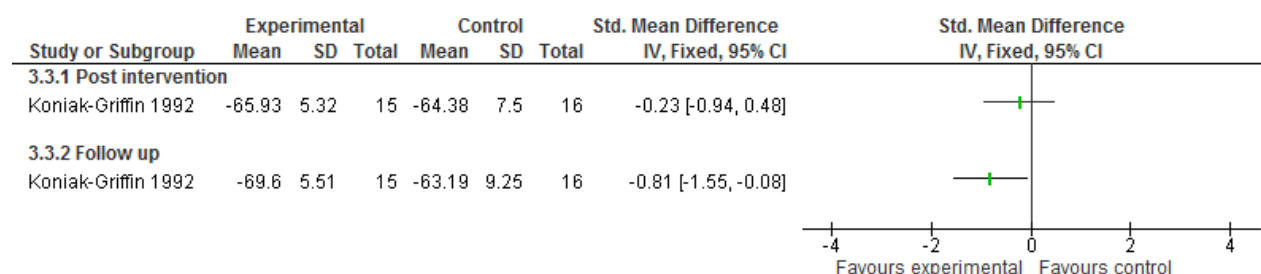 Experimental Control Std. Mean Difference Std. Mean Difference
Study or Subgroup Mean SD Total Mean SD Total IV, Fixed, 95% CI IV, Fixed, 95% CI
3.3.1 Post intervention
Koniak-Griffin 1992 -65.93 5.32 15 -64.38 7.5 16 -0.23 [-0.94, 0.48]
3.3.2 Follow up
Koniak-Griffin 1992 -69.6 5.51 15 -63.19 9.25 16 -0.81 [-1.55, -0.08]
-4 -2 0 2 4
Favours experimental Favours control